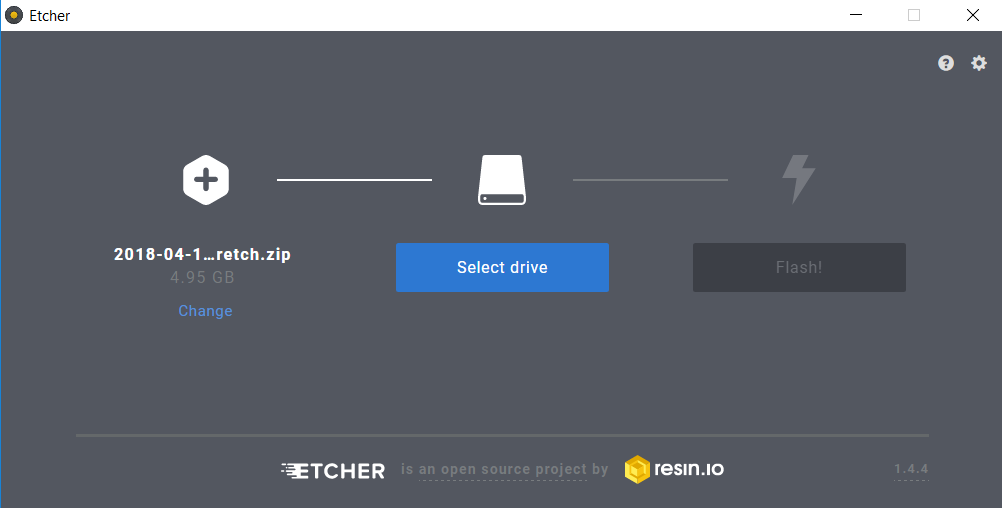 Etcher
2018-04-1…retch.zip
4.95 GB
Change
Select drive
Flash!
ETCHER is an open source project by resin.io 1.4.4